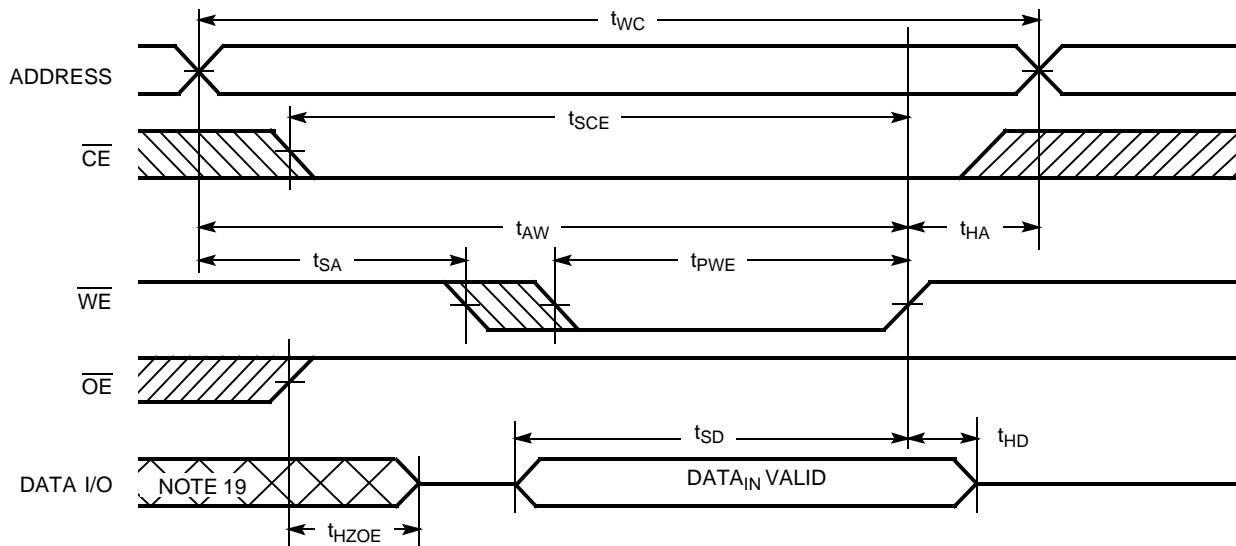 tWC
ADDRESS
tSCE
CE
tAW
tHA
tSA
tPWE
WE
OE
tSD
tHD
DATA I/O
NOTE 19
DATAIN VALID
tHZOE